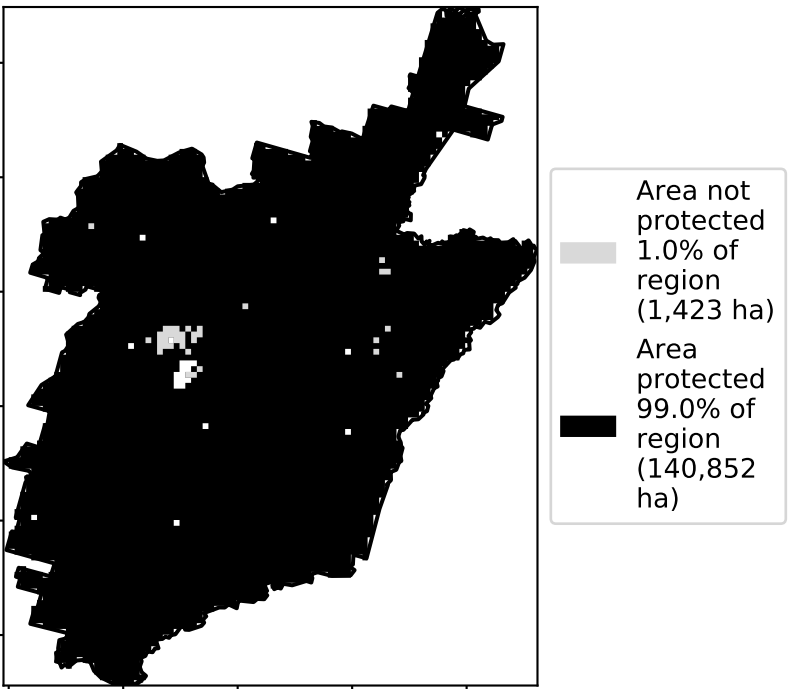 Area not
protected
1.0% of
region
(1,423 ha)
Area
protected
99.0% of
region
(140,852
ha)